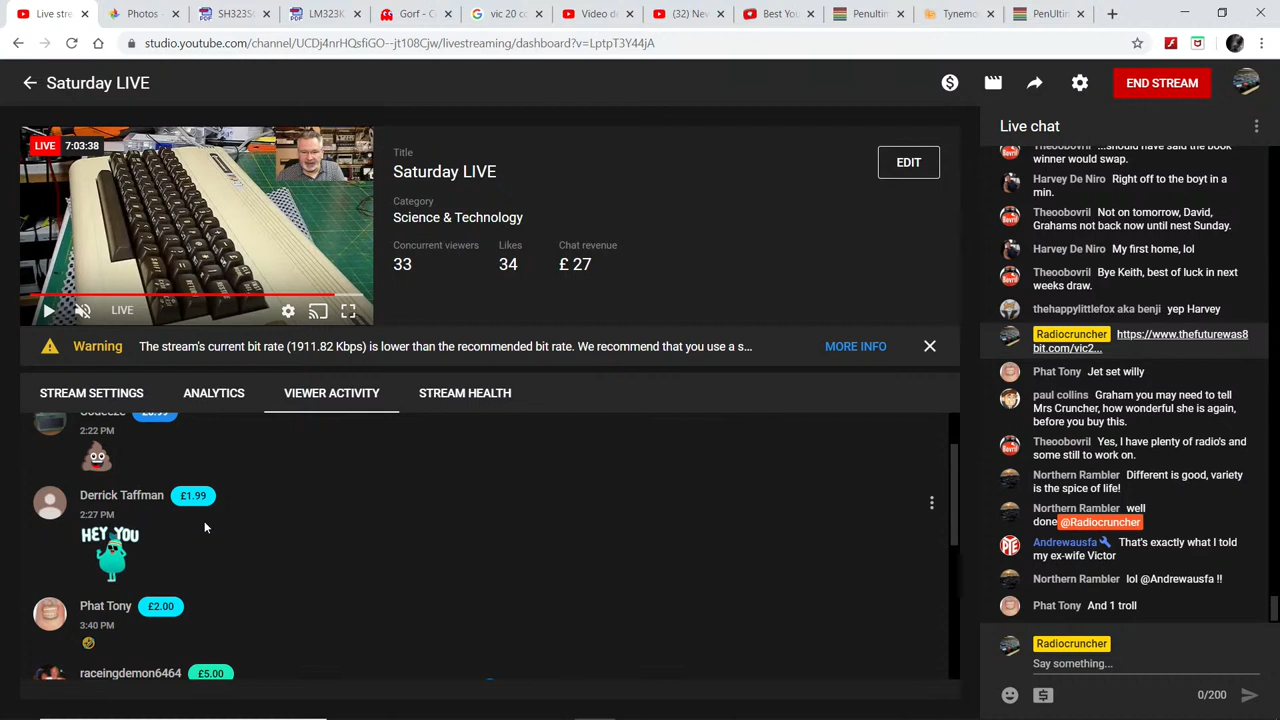 Live stre
Photos -
SH323S
LM323K
Gorf - G
vic 20 c
Video d
(32) Nev
Best You
Penultim
Tynemo
PenUltim
studio.youtube.com/channel/UCDj4nrHQsfiGO--jt108Cjw/livestreaming/dashboard?v=LptpT3Y44jA
Saturday LIVE
END STREAM
LIVE 7:03:38
LIVE
Title
Saturday LIVE
EDIT
Category
Science & Technology
Concurrent viewers Likes Chat revenue
33 34 £ 27
Warning The stream's current bit rate (1911.82 Kbps) is lower than the recommended bit rate. We recommend that you use a s...
MORE INFO
STREAM SETTINGS ANALYTICS VIEWER ACTIVITY STREAM HEALTH
2:22 PM
Derrick Taffman £1.99
2:27 PM
HEY YOU
Phat Tony £2.00
3:40 PM
raceingdemon6464 £5.00
Live chat
...should have said the book
winner would swap.
Harvey De Niro Right off to the boyt in a
min.
Theoobovril Not on tomorrow, David,
Grahams not back now until nest Sunday.
Harvey De Niro My first home, lol
Theoobovril Bye Keith, best of luck in next
weeks draw.
thehappylittlefox aka benji yep Harvey
Radiocruncher https://www.thefuturewas8
bit.com/vic2...
Phat Tony Jet set willy
paul collins Graham you may need to tell
Mrs Cruncher, how wonderful she is again,
before you buy this.
Theoobovril Yes, I have plenty of radio's and
some still to work on.
Northern Rambler Different is good, variety
is the spice of life!
Northern Rambler well
done @Radiocruncher
Andrewausfa That's exactly what I told
my ex-wife Victor
Northern Rambler lol @Andrewausfa !!
Phat Tony And 1 troll
Radiocruncher
Say something...
0/200